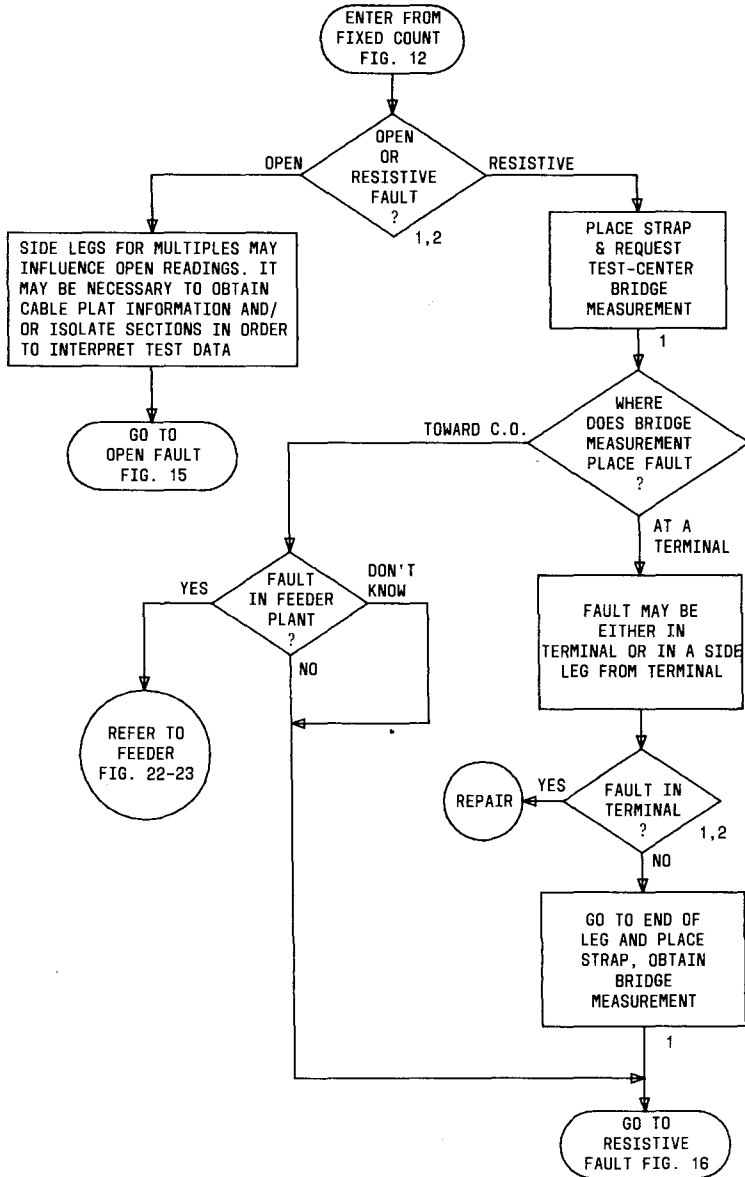 ENTER FROM
FIXED COUNT
FIG. 12
OPEN
OR
RESISTIVE
FAULT
?
OPEN
RESISTIVE
1,2
SIDE LEGS FOR MULTIPLES MAY
INFLUENCE OPEN READINGS. IT
MAY BE NECESSARY TO OBTAIN
CABLE PLAT INFORMATION AND/
OR ISOLATE SECTIONS IN ORDER
TO INTERPRET TEST DATA
GO TO
OPEN FAULT
FIG. 15
PLACE STRAP
& REQUEST
TEST-CENTER
BRIDGE
MEASUREMENT
1
WHERE
DOES BRIDGE
MEASUREMENT
PLACE FAULT
?
TOWARD C.O.
AT A
TERMINAL
FAULT
IN FEEDER
PLANT
?
YES
DON'T
KNOW
NO
REFER TO
FEEDER
FIG. 22-23
FAULT MAY BE
EITHER IN
TERMINAL OR IN A SIDE
LEG FROM TERMINAL
FAULT IN
TERMINAL
?
YES
REPAIR
1,2
NO
GO TO END OF
LEG AND PLACE
STRAP, OBTAIN
BRIDGE
MEASUREMENT
1
GO TO
RESISTIVE
FAULT FIG. 16